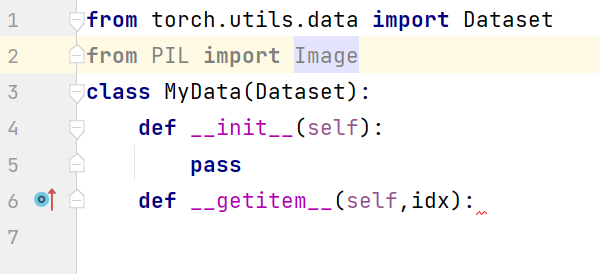 1 from torch.utils.data import Dataset
2 from PIL import Image
3 class MyData(Dataset):
4     def __init__(self):
5         pass
6     def __getitem__(self,idx):
7